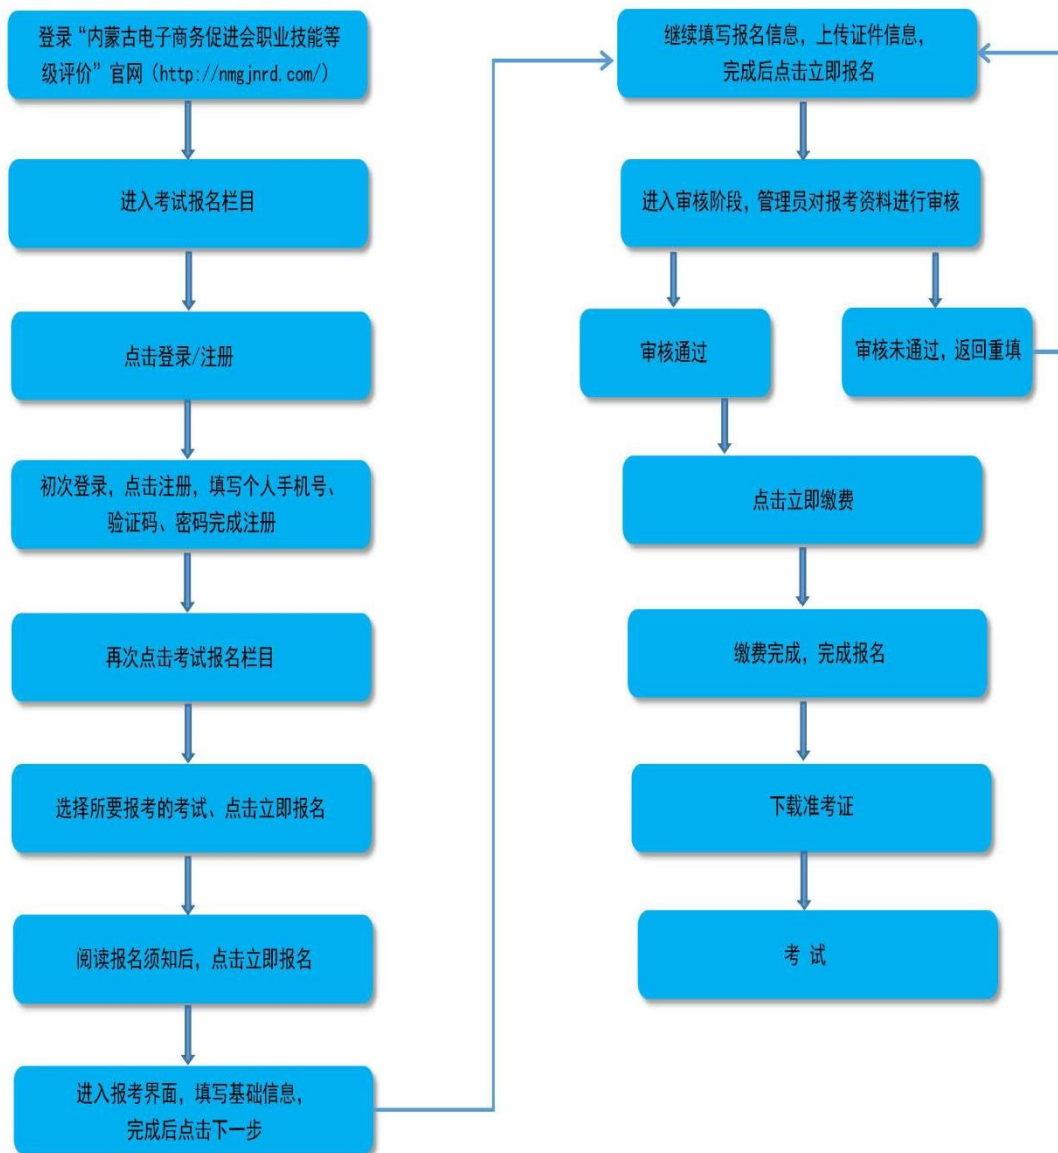 登录“内蒙古电子商务促进会职业技能等
级评价”官网（http://nmgjnrd.com/）
进入考试报名栏目
点击登录/注册
初次登录，点击注册，填写个人手机号、
验证码、密码完成注册
再次点击考试报名栏目
选择所要报考的考试、点击立即报名
阅读报名须知后，点击立即报名
进入报考界面，填写基础信息，
完成后点击下一步
继续填写报名信息，上传证件信息，
完成后点击立即报名
进入审核阶段，管理员对报考资料进行审核
审核通过
审核未通过，返回重填
点击立即缴费
缴费完成，完成报名
下载准考证
考 试